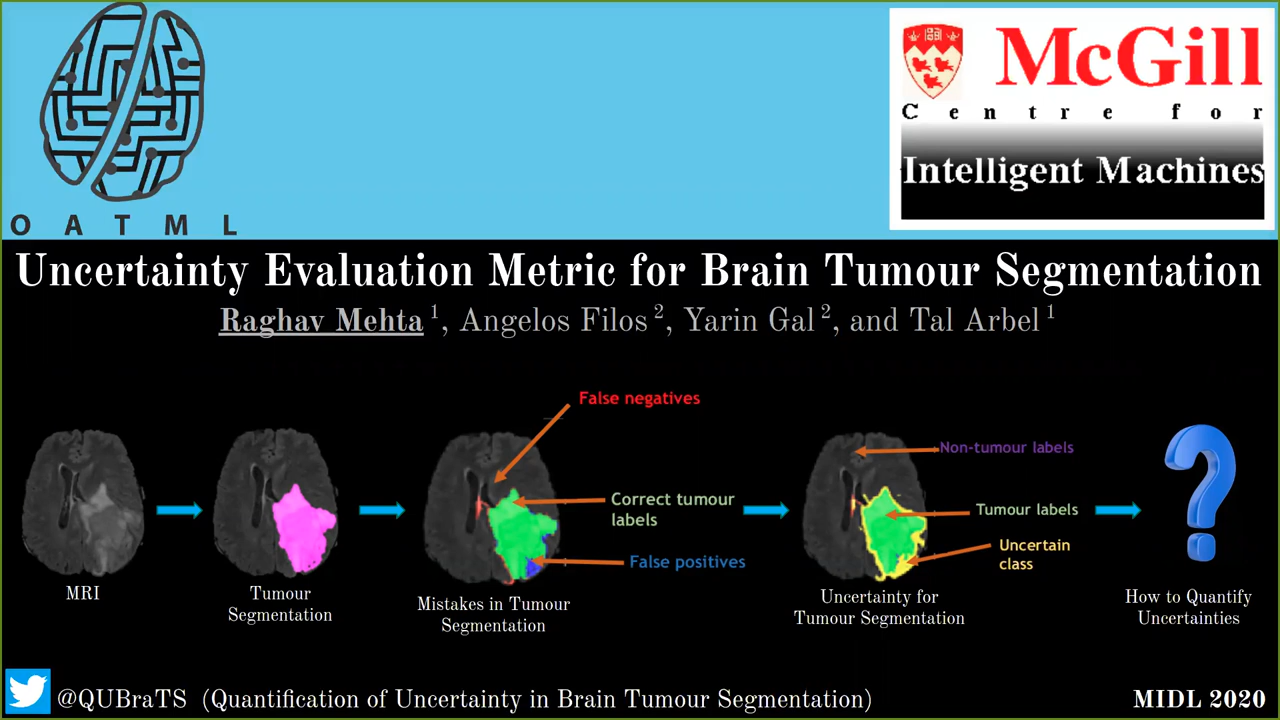 OATML
McGill
Centre for
Intelligent Machines
Uncertainty Evaluation Metric for Brain Tumour Segmentation
Raghav Mehta 1, Angelos Filos 2, Yarin Gal 2, and Tal Arbel 1
False negatives
Correct tumour
labels
False positives
Non-tumour labels
Tumour labels
Uncertain
class
MRI
Tumour
Segmentation
Mistakes in Tumour
Segmentation
Uncertainty for
Tumour Segmentation
?
How to Quantify
Uncertainties
@QUBraTS (Quantification of Uncertainty in Brain Tumour Segmentation)
MIDL 2020